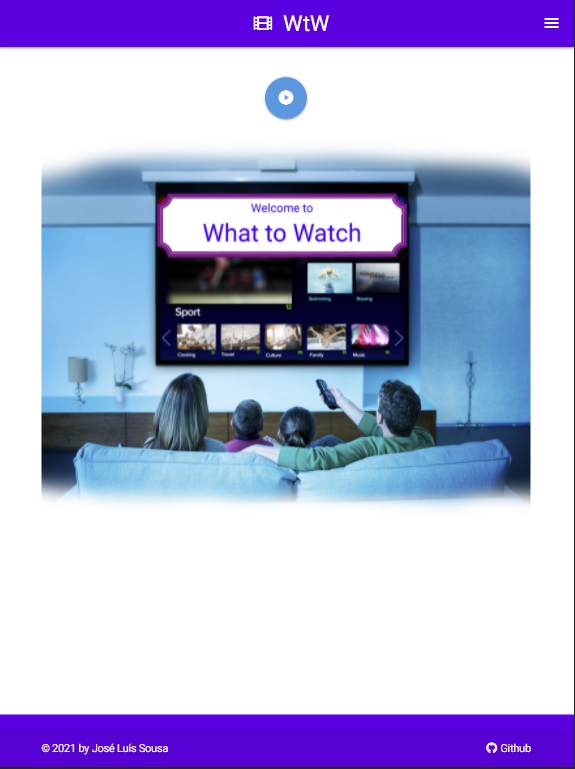 WtW
Welcome to
What to Watch
Swimming
Rowing
Sport
Cooking
Travel
Culture
Family
Music
© 2021 by José Luís Sousa
Github